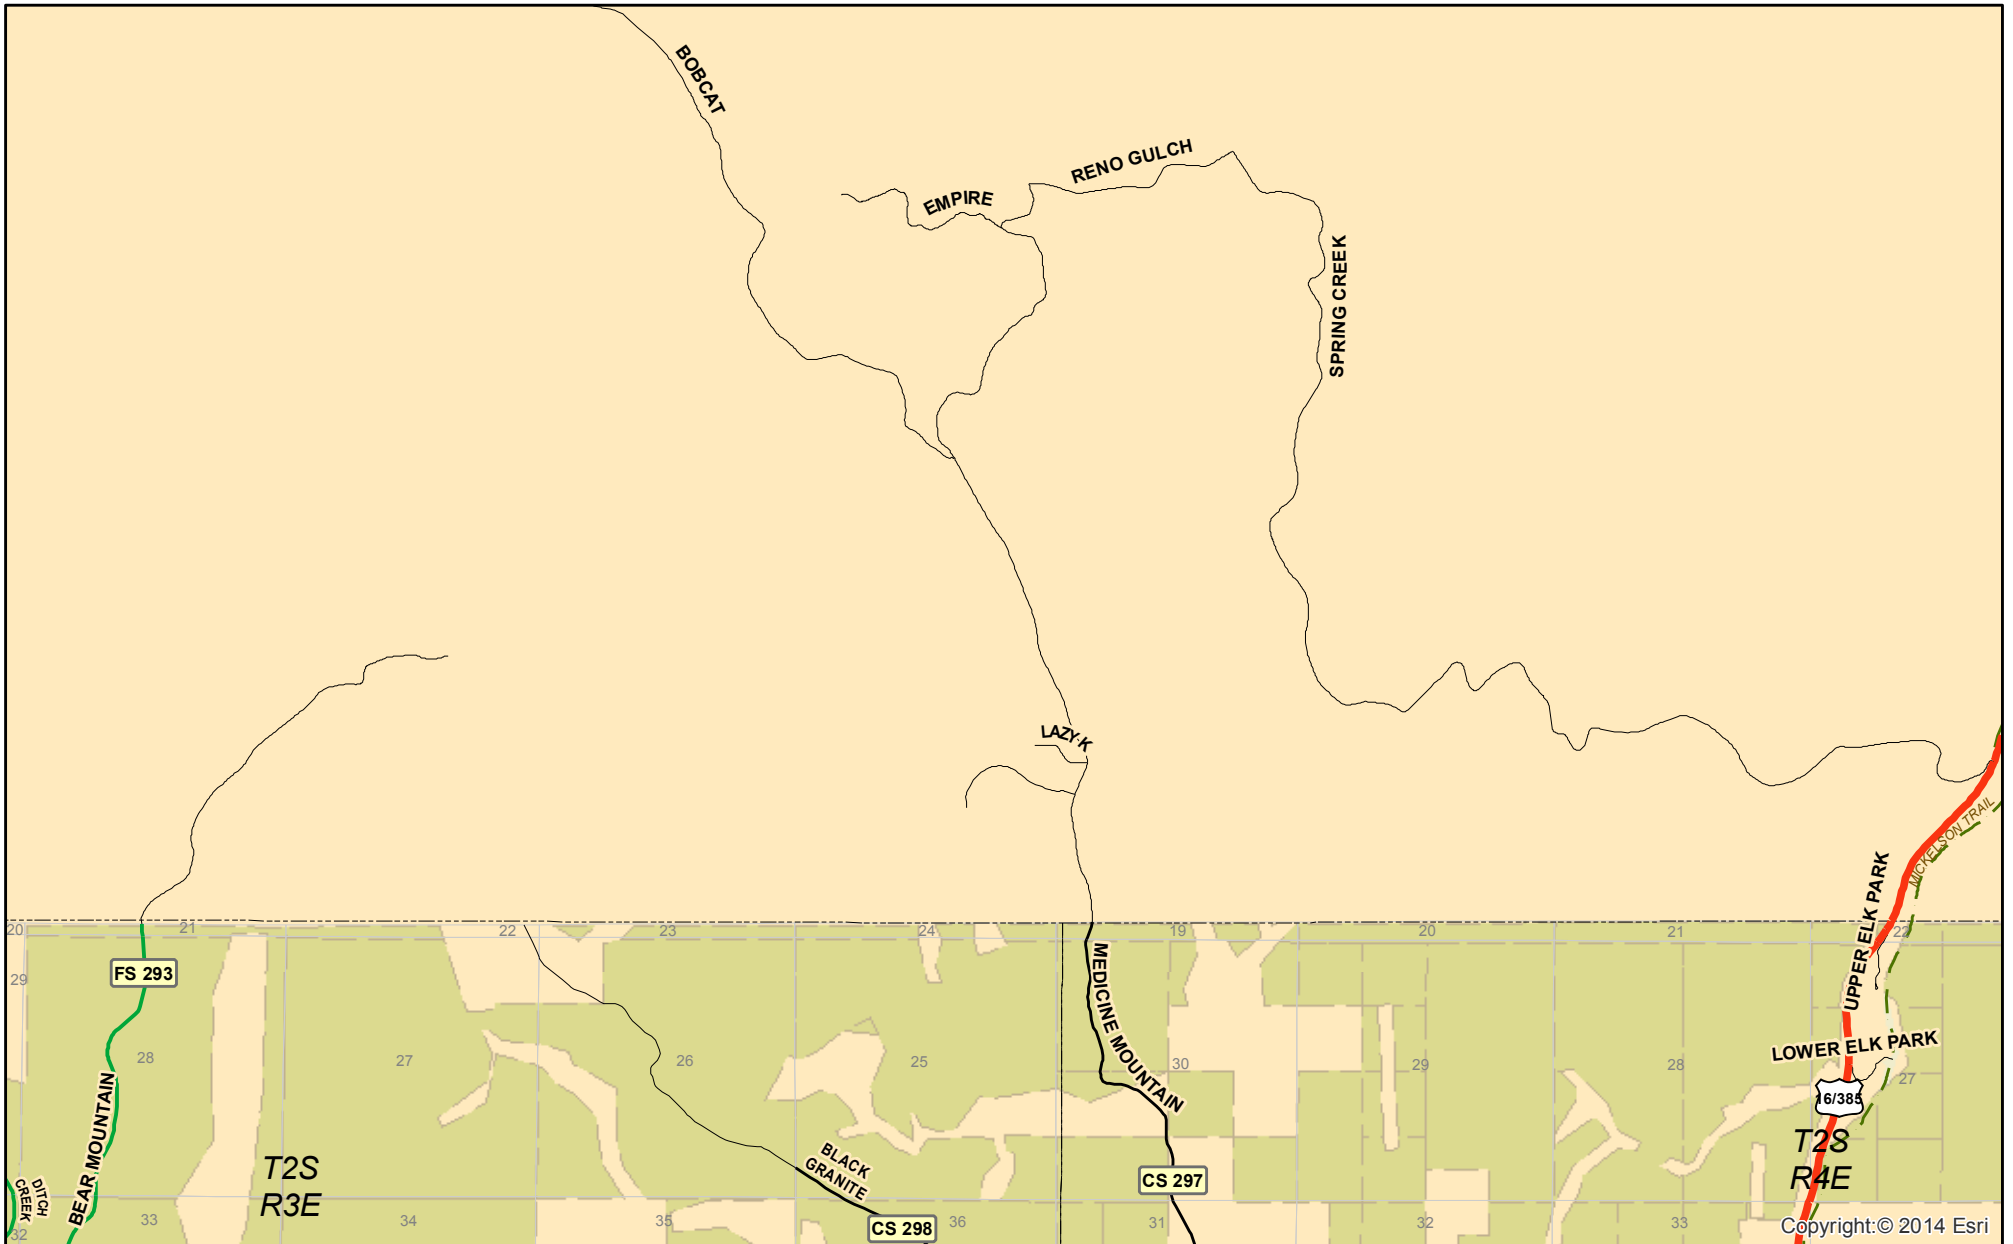 BOBCAT
RENO GULCH
EMPIRE
SPRING CREEK
LAZY K
MICKELSON TRAIL
UPPER ELK PARK
20
21
22
23
24
19
20
21
22
29
FS 293
MEDICINE MOUNTAIN
28
27
26
25
30
29
28
LOWER ELK PARK
27
16/385
BEAR MOUNTAIN
T2S
R3E
BLACK
GRANITE
CS 297
T2S
R4E
DITCH
CREEK
32
33
34
35
CS 298
36
31
32
33
Copyright:© 2014 Esri